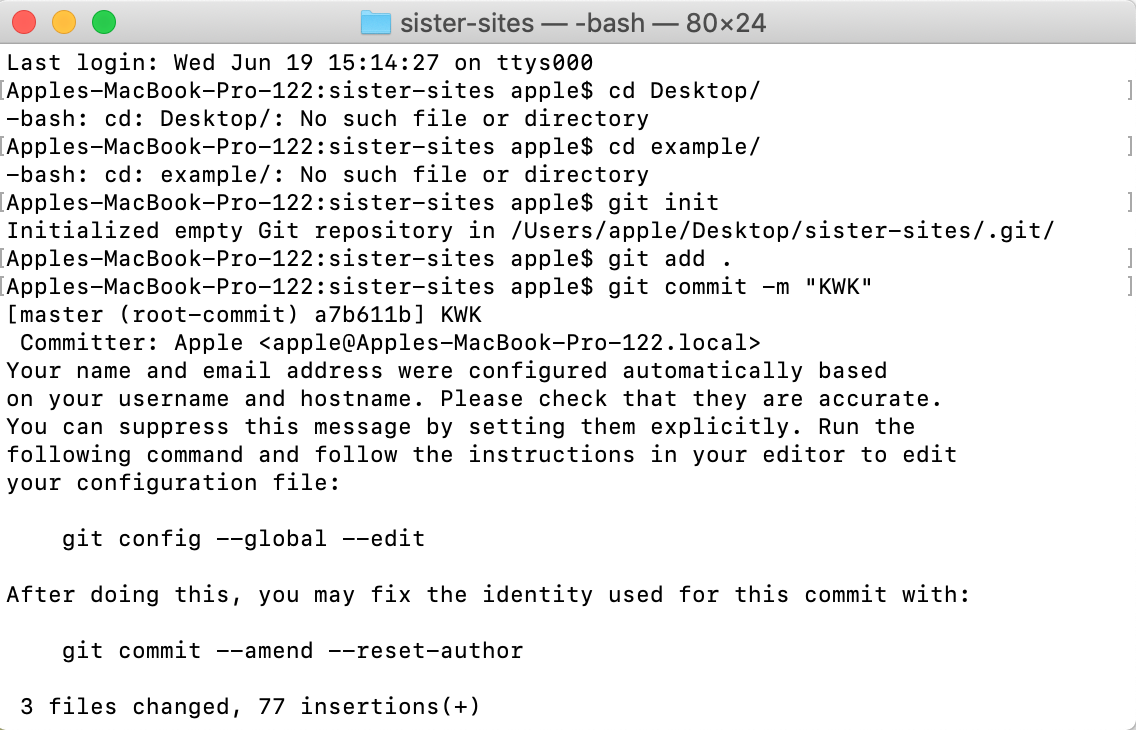 sister-sites — -bash — 80×24
Last login: Wed Jun 19 15:14:27 on ttys000
[Apples-MacBook-Pro-122:sister-sites apple$ cd Desktop/ ]
-bash: cd: Desktop/: No such file or directory
[Apples-MacBook-Pro-122:sister-sites apple$ cd example/ ]
-bash: cd: example/: No such file or directory
[Apples-MacBook-Pro-122:sister-sites apple$ git init ]
Initialized empty Git repository in /Users/apple/Desktop/sister-sites/.git/
[Apples-MacBook-Pro-122:sister-sites apple$ git add . ]
[Apples-MacBook-Pro-122:sister-sites apple$ git commit -m "KWK" ]
[master (root-commit) a7b611b] KWK
 Committer: Apple <apple@Apples-MacBook-Pro-122.local>
Your name and email address were configured automatically based
on your username and hostname. Please check that they are accurate.
You can suppress this message by setting them explicitly. Run the
following command and follow the instructions in your editor to edit
your configuration file:
    git config --global --edit
After doing this, you may fix the identity used for this commit with:
    git commit --amend --reset-author
 3 files changed, 77 insertions(+)